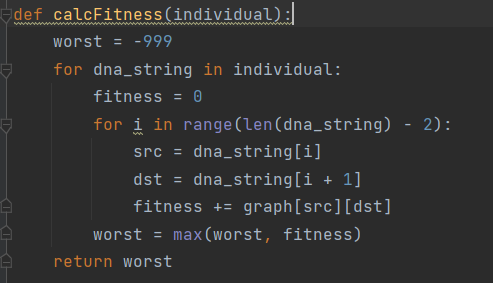 def calcFitness(individual):
    worst = -999
    for dna_string in individual:
        fitness = 0
        for i in range(len(dna_string) - 2):
            src = dna_string[i]
            dst = dna_string[i + 1]
            fitness += graph[src][dst]
        worst = max(worst, fitness)
    return worst